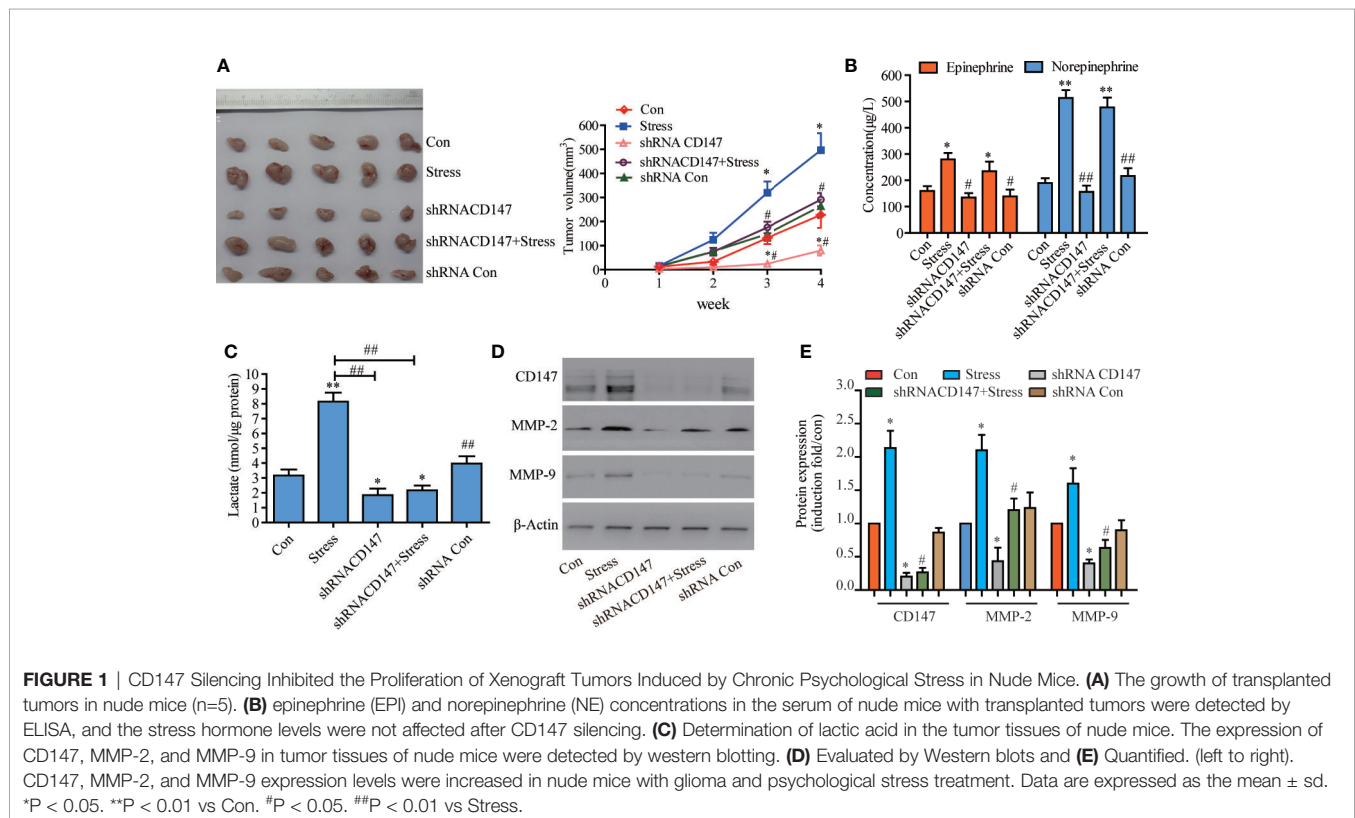 A
Con
Stress
shRNACD147
shRNACD147+Stress
shRNA Con
Tumor volume(mm³)
600
500
400
300
200
100
0
0
1
2
3
4
week
Con
Stress
shRNA CD147
shRNACD147+Stress
shRNA Con
*
*
#
#
*#
*#
B
Epinephrine
Norepinephrine
Concentration(μg/L)
600
500
400
300
200
100
0
*
#
*
#
**
##
**
##
Con
Stress
shRNACD147
shRNACD147+Stress
shRNA Con
Con
Stress
shRNACD147
shRNACD147+Stress
shRNA Con
C
Lactate (nmol/μg protein)
10
9
8
7
6
5
4
3
2
1
0
##
##
**
*
*
##
Con
Stress
shRNACD147
shRNACD147+Stress
shRNA Con
D
CD147
MMP-2
MMP-9
β-Actin
Con
Stress
shRNACD147
shRNACD147+Stress
shRNA Con
E
Con
Stress
shRNA CD147
shRNACD147+Stress
shRNA Con
Protein expression
(induction fold/con)
3.0
2.0
1.5
1.0
0.5
0.0
*
*
#
*
*
#
*
*
#
CD147
MMP-2
MMP-9
FIGURE 1 | CD147 Silencing Inhibited the Proliferation of Xenograft Tumors Induced by Chronic Psychological Stress in Nude Mice. (A) The growth of transplanted
tumors in nude mice (n=5). (B) epinephrine (EPI) and norepinephrine (NE) concentrations in the serum of nude mice with transplanted tumors were detected by
ELISA, and the stress hormone levels were not affected after CD147 silencing. (C) Determination of lactic acid in the tumor tissues of nude mice. The expression of
CD147, MMP-2, and MMP-9 in tumor tissues of nude mice were detected by western blotting. (D) Evaluated by Western blots and (E) Quantified. (left to right).
CD147, MMP-2, and MMP-9 expression levels were increased in nude mice with glioma and psychological stress treatment. Data are expressed as the mean ± sd.
*P < 0.05. **P < 0.01 vs Con. #P < 0.05. ##P < 0.01 vs Stress.